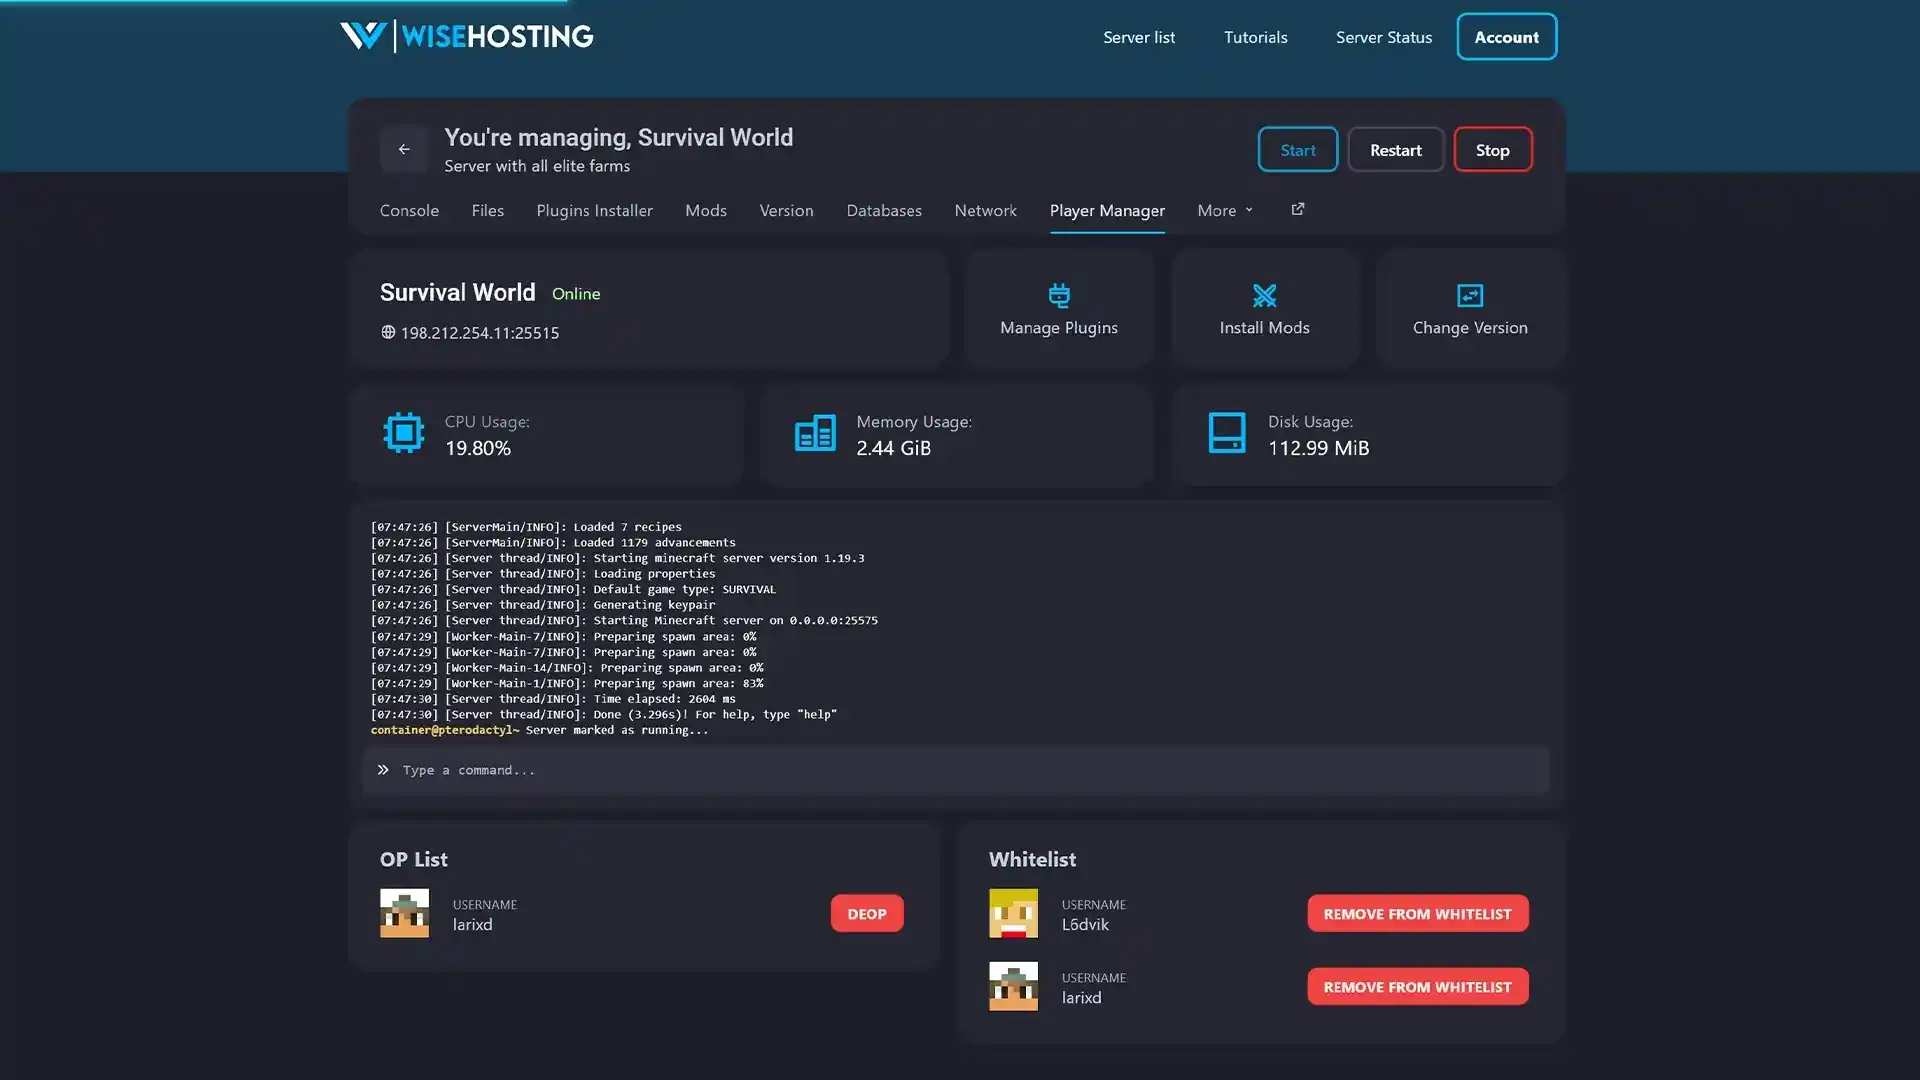 WISEHOSTING
Server list
Tutorials
Server Status
Account
You're managing, Survival World
Server with all elite farms
Start
Restart
Stop
Console
Files
Plugins Installer
Mods
Version
Databases
Network
Player Manager
More
Survival World Online
198.212.254.11:25515
Manage Plugins
Install Mods
Change Version
CPU Usage:
19.80%
Memory Usage:
2.44 GiB
Disk Usage:
112.99 MiB
[07:47:26] [ServerMain/INFO]: Loaded 7 recipes
[07:47:26] [ServerMain/INFO]: Loaded 1179 advancements
[07:47:26] [Server thread/INFO]: Starting minecraft server version 1.19.3
[07:47:26] [Server thread/INFO]: Loading properties
[07:47:26] [Server thread/INFO]: Default game type: SURVIVAL
[07:47:26] [Server thread/INFO]: Generating keypair
[07:47:26] [Server thread/INFO]: Starting Minecraft server on 0.0.0.0:25575
[07:47:29] [Worker-Main-7/INFO]: Preparing spawn area: 0%
[07:47:29] [Worker-Main-7/INFO]: Preparing spawn area: 0%
[07:47:29] [Worker-Main-14/INFO]: Preparing spawn area: 0%
[07:47:29] [Worker-Main-1/INFO]: Preparing spawn area: 83%
[07:47:30] [Server thread/INFO]: Time elapsed: 2604 ms
[07:47:30] [Server thread/INFO]: Done (3.296s)! For help, type "help"
container@pterodactyl~ Server marked as running...
Type a command...
OP List
USERNAME
larixd
DEOP
Whitelist
USERNAME
L6dvik
REMOVE FROM WHITELIST
USERNAME
larixd
REMOVE FROM WHITELIST